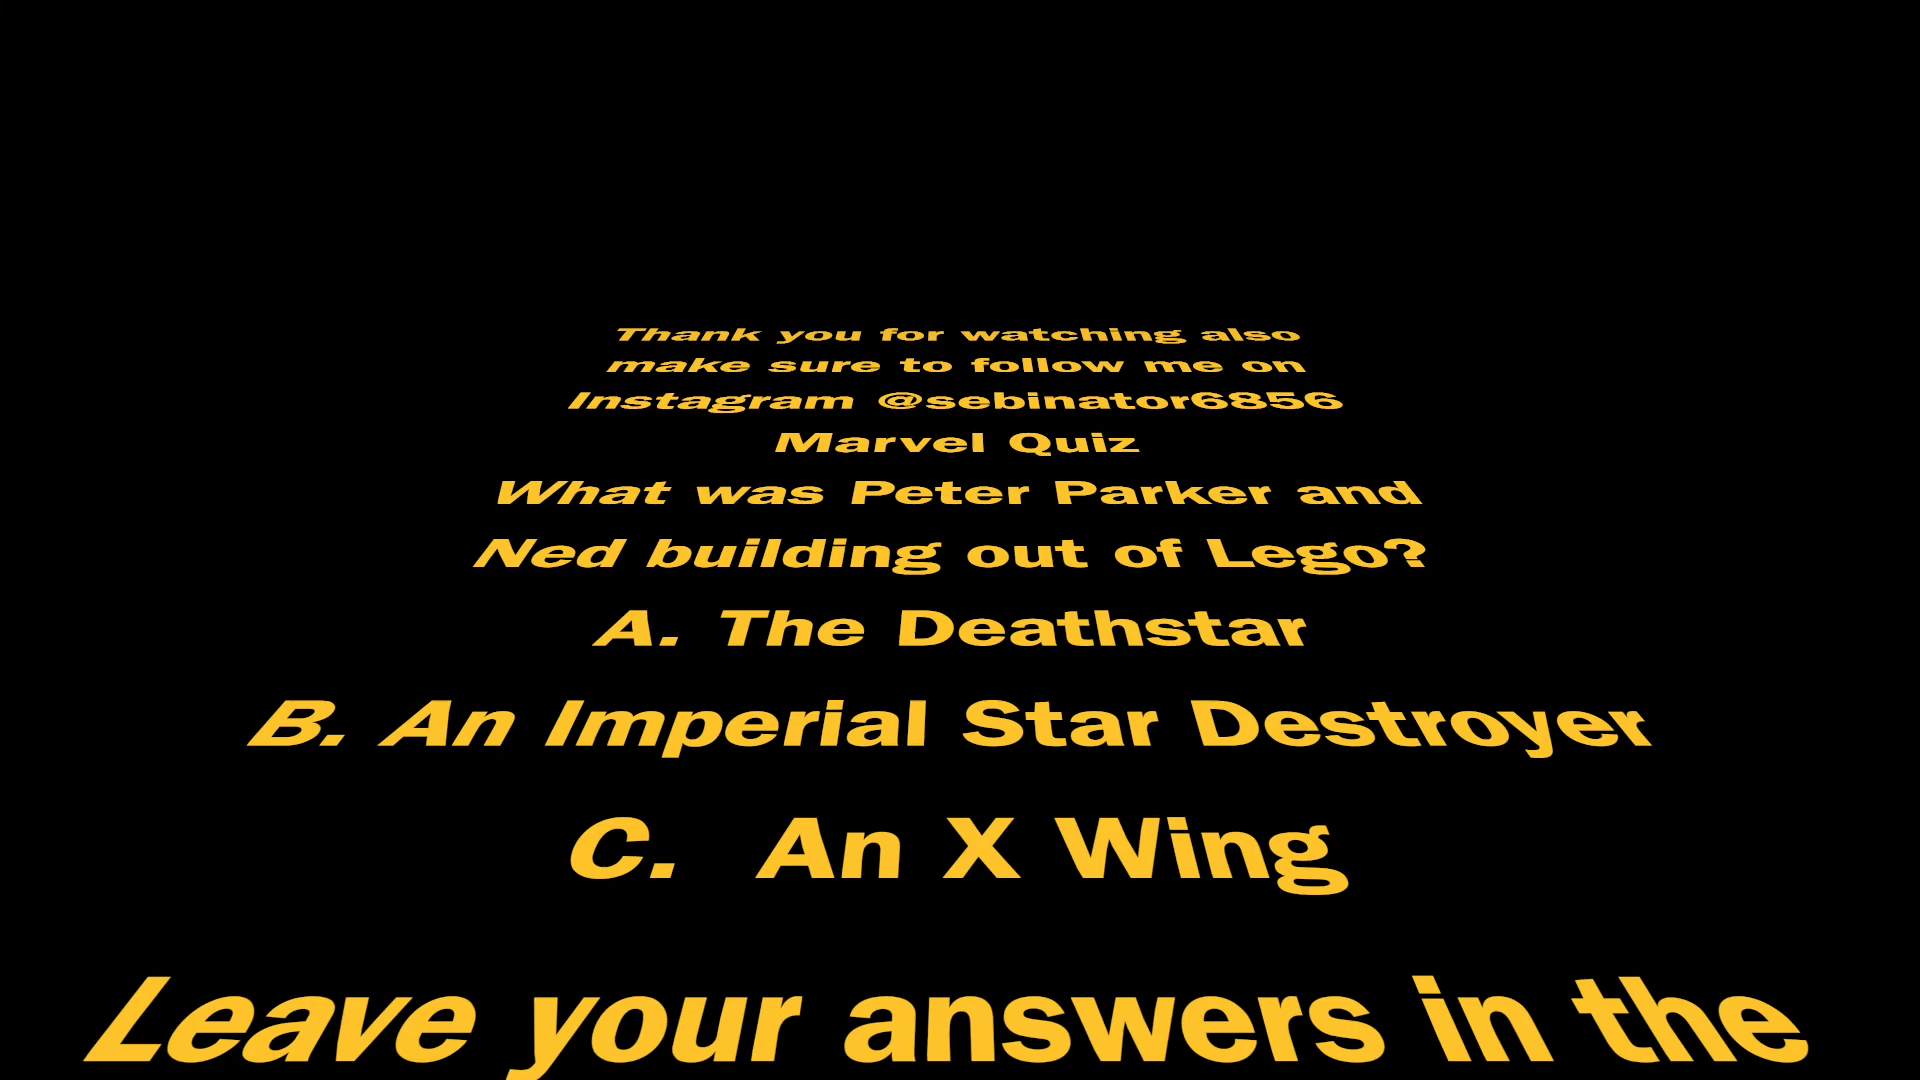 Thank you for watching also
make sure to follow me on
Instagram @sebinator6856
Marvel Quiz
What was Peter Parker and
Ned building out of Lego?
A. The Deathstar
B. An Imperial Star Destroyer
C. An X Wing
Leave your answers in the